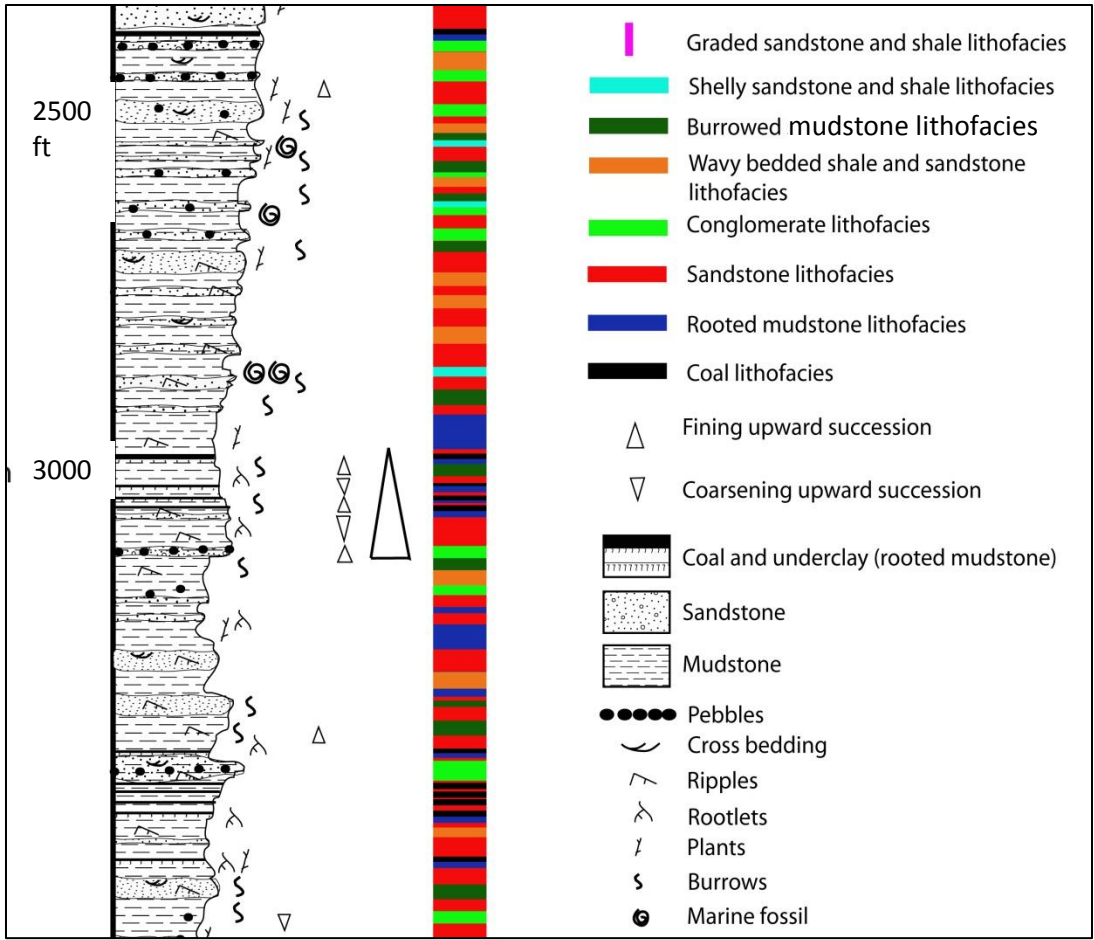 2500
ft
3000
Graded sandstone and shale lithofacies
Shelly sandstone and shale lithofacies
Burrowed mudstone lithofacies
Wavy bedded shale and sandstone
lithofacies
Conglomerate lithofacies
Sandstone lithofacies
Rooted mudstone lithofacies
Coal lithofacies
Fining upward succession
Coarsening upward succession
Coal and underclay (rooted mudstone)
Sandstone
Mudstone
Pebbles
Cross bedding
Ripples
Rootlets
Plants
Burrows
Marine fossil